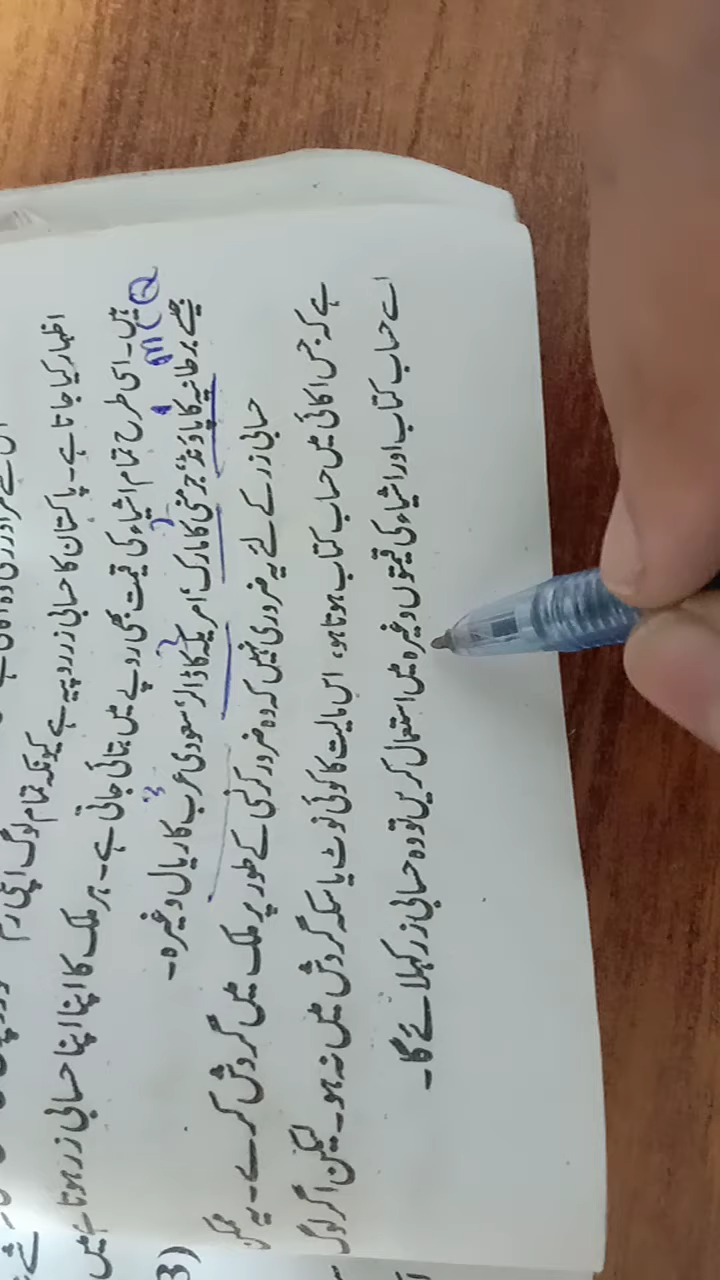 اظہار کیا جاتا ہے۔ پاکستان کا حسابی زر روپیہ ہے کیونکہ تمام لوگ اپنی رقم
ہیں۔ اسی طرح تمام اشیاء کی قیمت بھی روپے میں بتائی جاتی ہے۔ ہر ملک کا اپنا اپنا حسابی زر ہوتا ہے
MCQ
جیسے برطانیہ کا پاؤنڈ، جرمنی کا مارک، امریکہ کا ڈالر، سعودی عرب کا ریال وغیرہ۔
حسابی زر کے لئے یہ ضروری نہیں کہ وہ ضرور کرنسی کے طور پر ملک میں گردش کرے۔ یہ ممکن
ہے کہ جس اکائی میں حساب کتاب ہوتا ہو، اس مالیت کا کوئی نوٹ یا سکہ گردش میں نہ ہو۔ لیکن اگر لوگ
اسے حساب کتاب اور اشیاء کی قیمتوں وغیرہ میں استعمال کریں تو وہ حسابی زر کہلائے گا۔